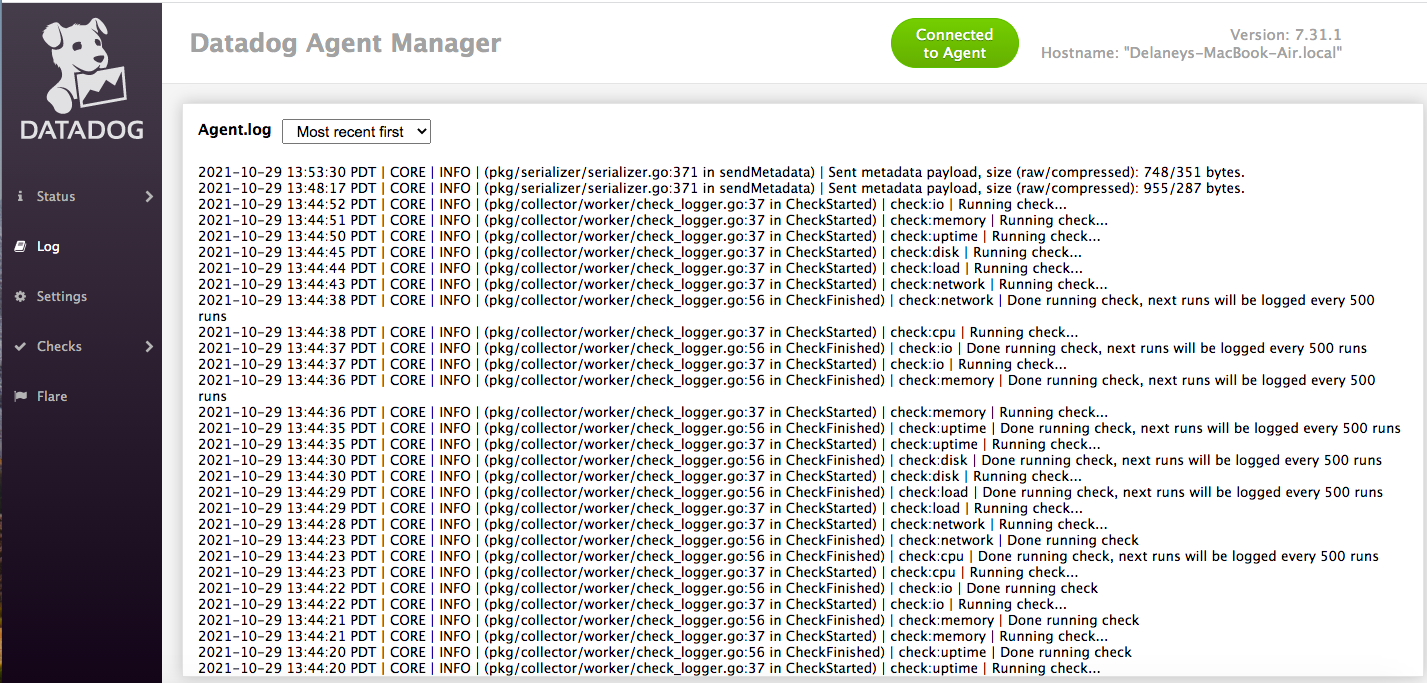 DATADOG
Status
Log
Settings
Checks
Flare
Datadog Agent Manager
Connected
to Agent
Version: 7.31.1
Hostname: "Delaneys-MacBook-Air.local"
Agent.log Most recent first
2021-10-29 13:53:30 PDT | CORE | INFO | (pkg/serializer/serializer.go:371 in sendMetadata) | Sent metadata payload, size (raw/compressed): 748/351 bytes.
2021-10-29 13:48:17 PDT | CORE | INFO | (pkg/serializer/serializer.go:371 in sendMetadata) | Sent metadata payload, size (raw/compressed): 955/287 bytes.
2021-10-29 13:44:52 PDT | CORE | INFO | (pkg/collector/worker/check_logger.go:37 in CheckStarted) | check:io | Running check...
2021-10-29 13:44:51 PDT | CORE | INFO | (pkg/collector/worker/check_logger.go:37 in CheckStarted) | check:memory | Running check...
2021-10-29 13:44:50 PDT | CORE | INFO | (pkg/collector/worker/check_logger.go:37 in CheckStarted) | check:uptime | Running check...
2021-10-29 13:44:45 PDT | CORE | INFO | (pkg/collector/worker/check_logger.go:37 in CheckStarted) | check:disk | Running check...
2021-10-29 13:44:44 PDT | CORE | INFO | (pkg/collector/worker/check_logger.go:37 in CheckStarted) | check:load | Running check...
2021-10-29 13:44:43 PDT | CORE | INFO | (pkg/collector/worker/check_logger.go:37 in CheckStarted) | check:network | Running check...
2021-10-29 13:44:38 PDT | CORE | INFO | (pkg/collector/worker/check_logger.go:56 in CheckFinished) | check:network | Done running check, next runs will be logged every 500
runs
2021-10-29 13:44:38 PDT | CORE | INFO | (pkg/collector/worker/check_logger.go:37 in CheckStarted) | check:cpu | Running check...
2021-10-29 13:44:37 PDT | CORE | INFO | (pkg/collector/worker/check_logger.go:56 in CheckFinished) | check:io | Done running check, next runs will be logged every 500 runs
2021-10-29 13:44:37 PDT | CORE | INFO | (pkg/collector/worker/check_logger.go:37 in CheckStarted) | check:io | Running check...
2021-10-29 13:44:36 PDT | CORE | INFO | (pkg/collector/worker/check_logger.go:56 in CheckFinished) | check:memory | Done running check, next runs will be logged every 500
runs
2021-10-29 13:44:36 PDT | CORE | INFO | (pkg/collector/worker/check_logger.go:37 in CheckStarted) | check:memory | Running check...
2021-10-29 13:44:35 PDT | CORE | INFO | (pkg/collector/worker/check_logger.go:56 in CheckFinished) | check:uptime | Done running check, next runs will be logged every 500 runs
2021-10-29 13:44:35 PDT | CORE | INFO | (pkg/collector/worker/check_logger.go:37 in CheckStarted) | check:uptime | Running check...
2021-10-29 13:44:30 PDT | CORE | INFO | (pkg/collector/worker/check_logger.go:56 in CheckFinished) | check:disk | Done running check, next runs will be logged every 500 runs
2021-10-29 13:44:30 PDT | CORE | INFO | (pkg/collector/worker/check_logger.go:37 in CheckStarted) | check:disk | Running check...
2021-10-29 13:44:29 PDT | CORE | INFO | (pkg/collector/worker/check_logger.go:56 in CheckFinished) | check:load | Done running check, next runs will be logged every 500 runs
2021-10-29 13:44:29 PDT | CORE | INFO | (pkg/collector/worker/check_logger.go:37 in CheckStarted) | check:load | Running check...
2021-10-29 13:44:28 PDT | CORE | INFO | (pkg/collector/worker/check_logger.go:37 in CheckStarted) | check:network | Running check...
2021-10-29 13:44:23 PDT | CORE | INFO | (pkg/collector/worker/check_logger.go:56 in CheckFinished) | check:network | Done running check
2021-10-29 13:44:23 PDT | CORE | INFO | (pkg/collector/worker/check_logger.go:56 in CheckFinished) | check:cpu | Done running check, next runs will be logged every 500 runs
2021-10-29 13:44:23 PDT | CORE | INFO | (pkg/collector/worker/check_logger.go:37 in CheckStarted) | check:cpu | Running check...
2021-10-29 13:44:22 PDT | CORE | INFO | (pkg/collector/worker/check_logger.go:56 in CheckFinished) | check:io | Done running check
2021-10-29 13:44:22 PDT | CORE | INFO | (pkg/collector/worker/check_logger.go:37 in CheckStarted) | check:io | Running check...
2021-10-29 13:44:21 PDT | CORE | INFO | (pkg/collector/worker/check_logger.go:56 in CheckFinished) | check:memory | Done running check
2021-10-29 13:44:21 PDT | CORE | INFO | (pkg/collector/worker/check_logger.go:37 in CheckStarted) | check:memory | Running check...
2021-10-29 13:44:20 PDT | CORE | INFO | (pkg/collector/worker/check_logger.go:56 in CheckFinished) | check:uptime | Done running check
2021-10-29 13:44:20 PDT | CORE | INFO | (pkg/collector/worker/check_logger.go:37 in CheckStarted) | check:uptime | Running check...